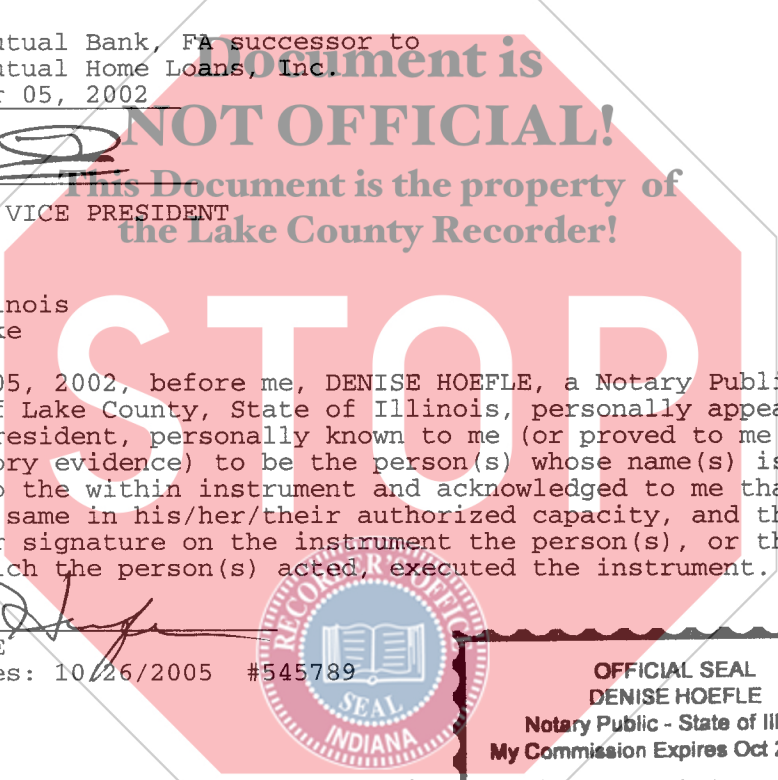 utual Bank, FA successor to
utual Home Loans, Inc.
r 05, 2002
Document is
NOT OFFICIAL!
This Document is the property of
the Lake County Recorder!
VICE PRESIDENT
STOP
inois
ke
05, 2002, before me, DENISE HOEFLE, a Notary Publi
f Lake County, State of Illinois, personally appea
resident, personally known to me (or proved to me
ory evidence) to be the person(s) whose name(s) is
o the within instrument and acknowledged to me tha
same in his/her/their authorized capacity, and th
r signature on the instrument the person(s), or th
ich the person(s) acted, executed the instrument.
E
es: 10/26/2005 #545789
RECORDER'S OFFIC
SEAL
INDIANA
OFFICIAL SEAL
DENISE HOEFLE
Notary Public - State of Ill
My Commission Expires Oct 2